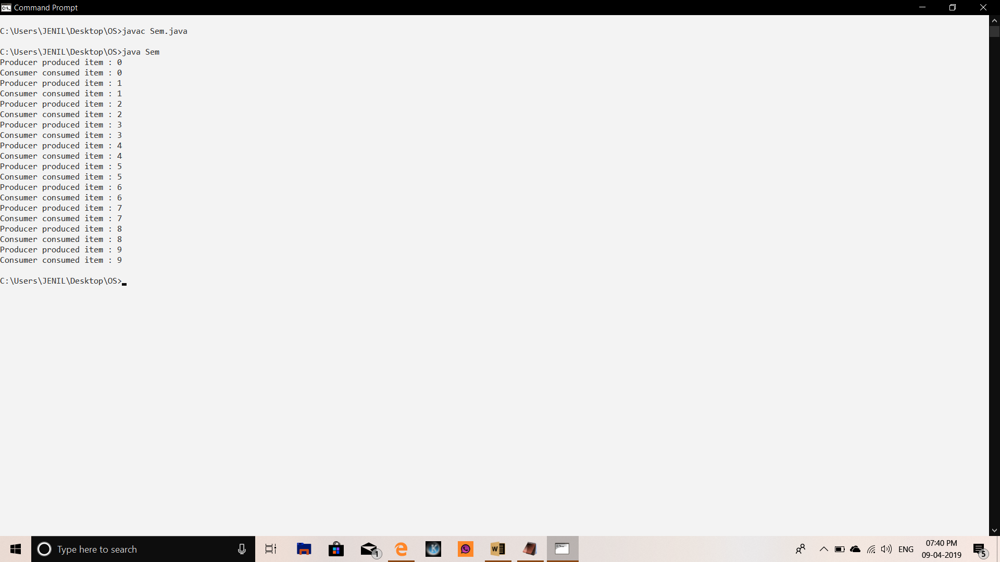 Command Prompt
C:\Users\JENIL\Desktop\OS>javac Sem.java
C:\Users\JENIL\Desktop\OS>java Sem
Producer produced item : 0
Consumer consumed item : 0
Producer produced item : 1
Consumer consumed item : 1
Producer produced item : 2
Consumer consumed item : 2
Producer produced item : 3
Consumer consumed item : 3
Producer produced item : 4
Consumer consumed item : 4
Producer produced item : 5
Consumer consumed item : 5
Producer produced item : 6
Consumer consumed item : 6
Producer produced item : 7
Consumer consumed item : 7
Producer produced item : 8
Consumer consumed item : 8
Producer produced item : 9
Consumer consumed item : 9
C:\Users\JENIL\Desktop\OS>
Type here to search
1
K
W
ENG
07:40 PM
09-04-2019
5